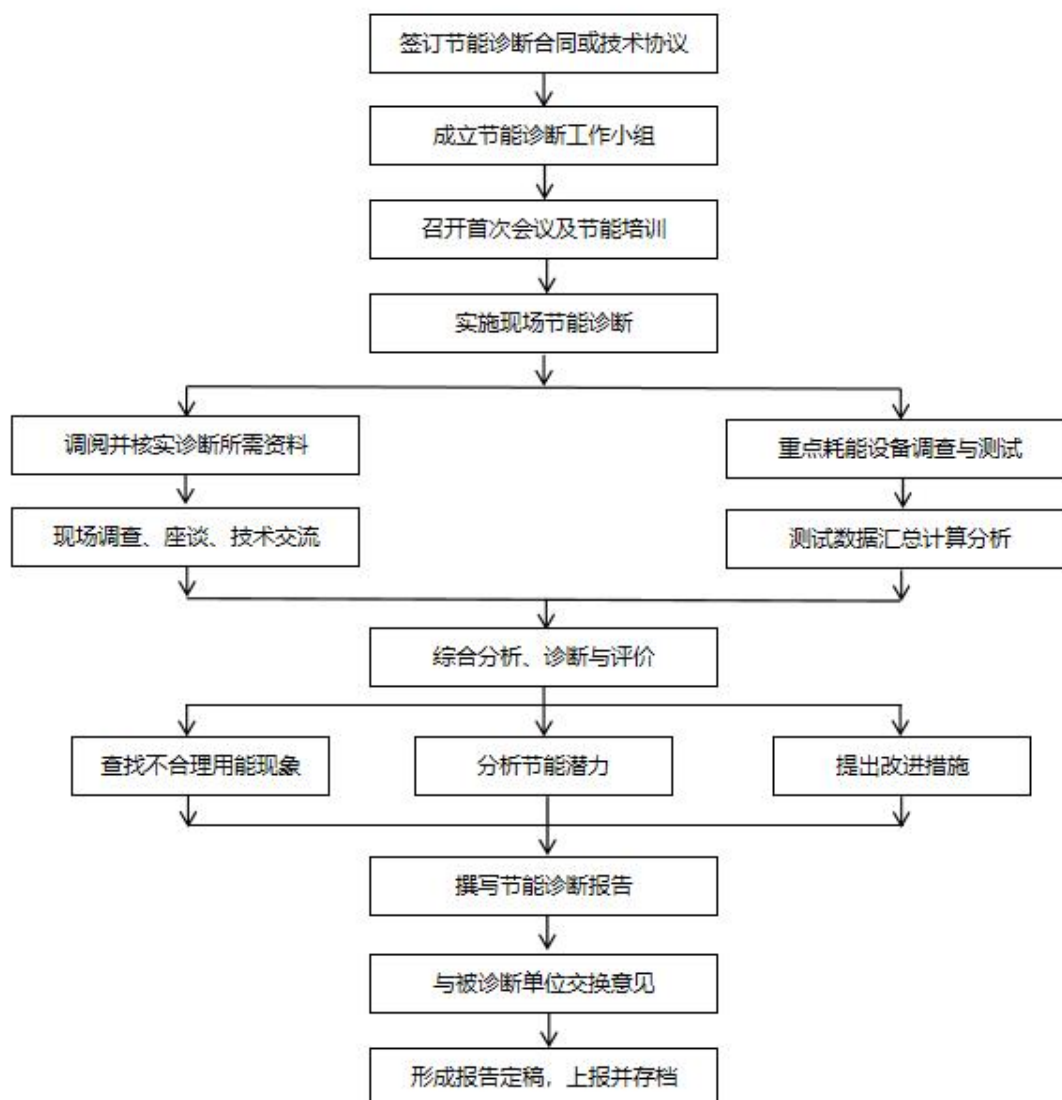 签订节能诊断合同或技术协议
成立节能诊断工作小组
召开首次会议及节能培训
实施现场节能诊断
调阅并核实诊断所需资料
重点耗能设备调查与测试
现场调查、座谈、技术交流
测试数据汇总计算分析
综合分析、诊断与评价
查找不合理用能现象
分析节能潜力
提出改进措施
撰写节能诊断报告
与被诊断单位交换意见
形成报告定稿，上报并存档